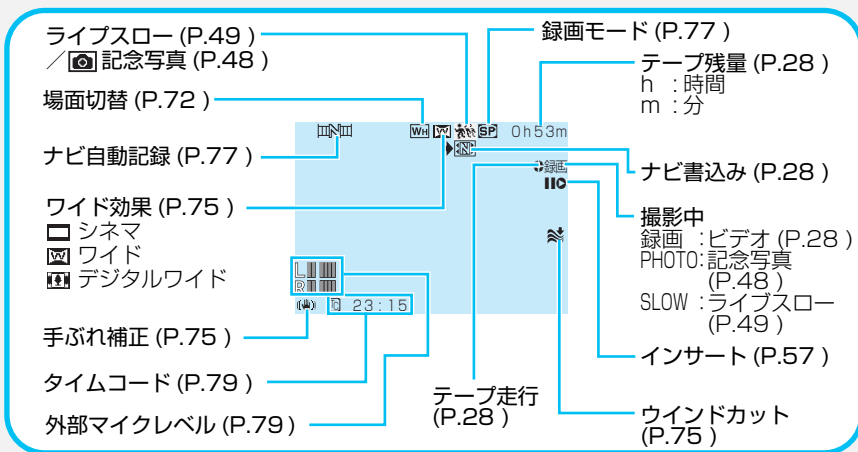 ライプスロー (P.49 )
／記念写真 (P.48 )
場面切替 (P.72 )
ナビ自動記録 (P.77 )
ワイド効果 (P.75 )
シネマ
W ワイド
デジタルワイド
手ぶれ補正 (P.75 )
タイムコード (P.79 )
外部マイクレベル (P.79 )
N WH W SP 0h53m
N
録画
L
R
23:15
録画モード (P.77 )
テープ残量 (P.28 )
h ：時間
m ：分
ナビ書込み (P.28 )
撮影中
録画 ：ビデオ (P.28 )
PHOTO：記念写真
(P.48 )
SLOW ：ライブスロー
(P.49 )
インサート (P.57 )
テープ走行
(P.28 )
ウインドカット
(P.75 )